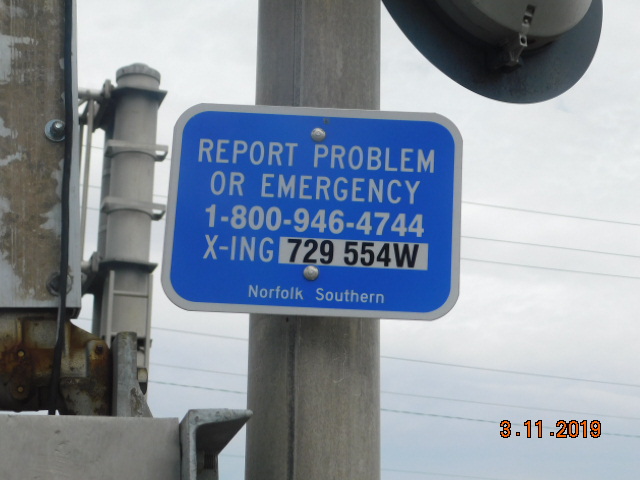 REPORT PROBLEM
OR EMERGENCY
1-800-946-4744
X-ING 729 554W
Norfolk Southern
3.11.2019